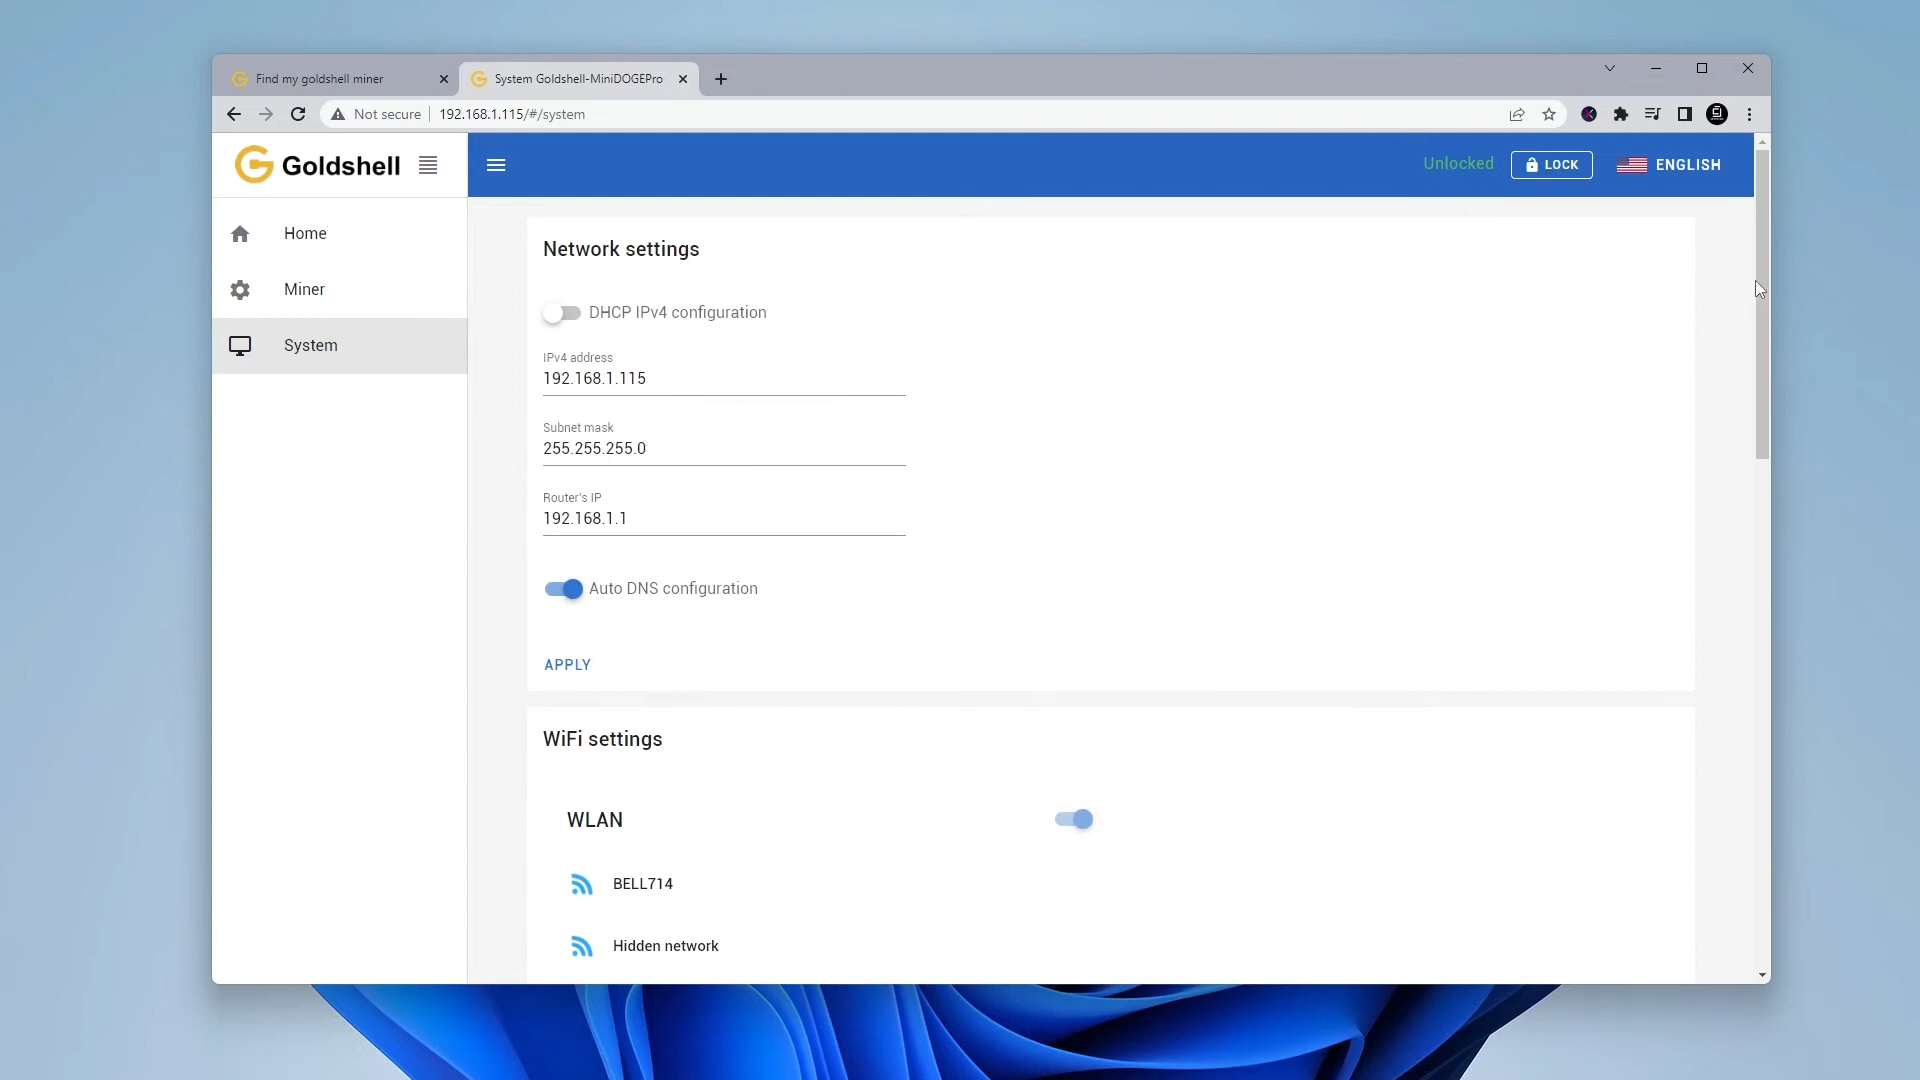 Find my goldshell miner
System Goldshell-MiniDOGEPro
Not secure
192.168.1.115/#/system
Goldshell
Unlocked
LOCK
ENGLISH
Home
Miner
System
Network settings
DHCP IPv4 configuration
IPv4 address
192.168.1.115
Subnet mask
255.255.255.0
Router's IP
192.168.1.1
Auto DNS configuration
APPLY
WiFi settings
WLAN
BELL714
Hidden network